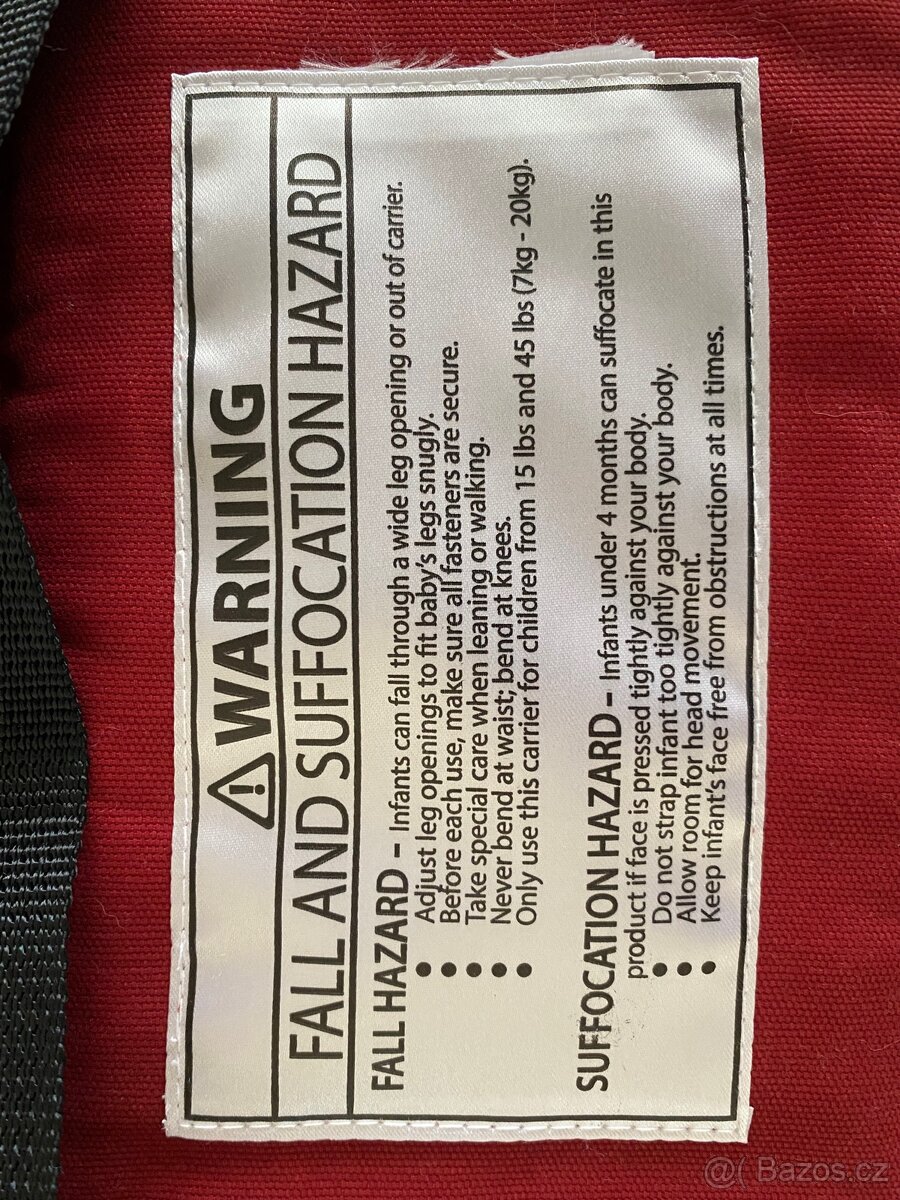 ⚠WARNING
FALL AND SUFFOCATION HAZARD
FALL HAZARD – Infants can fall through a wide leg opening or out of carrier.
• Adjust leg openings to fit baby's legs snugly.
• Before each use, make sure all fasteners are secure.
• Take special care when leaning or walking.
• Never bend at waist; bend at knees.
• Only use this carrier for children from 15 lbs and 45 lbs (7kg - 20kg).
SUFFOCATION HAZARD – Infants under 4 months can suffocate in this
product if face is pressed tightly against your body.
• Do not strap infant too tightly against your body.
• Allow room for head movement.
• Keep infant's face free from obstructions at all times.
@( Bazos.cz